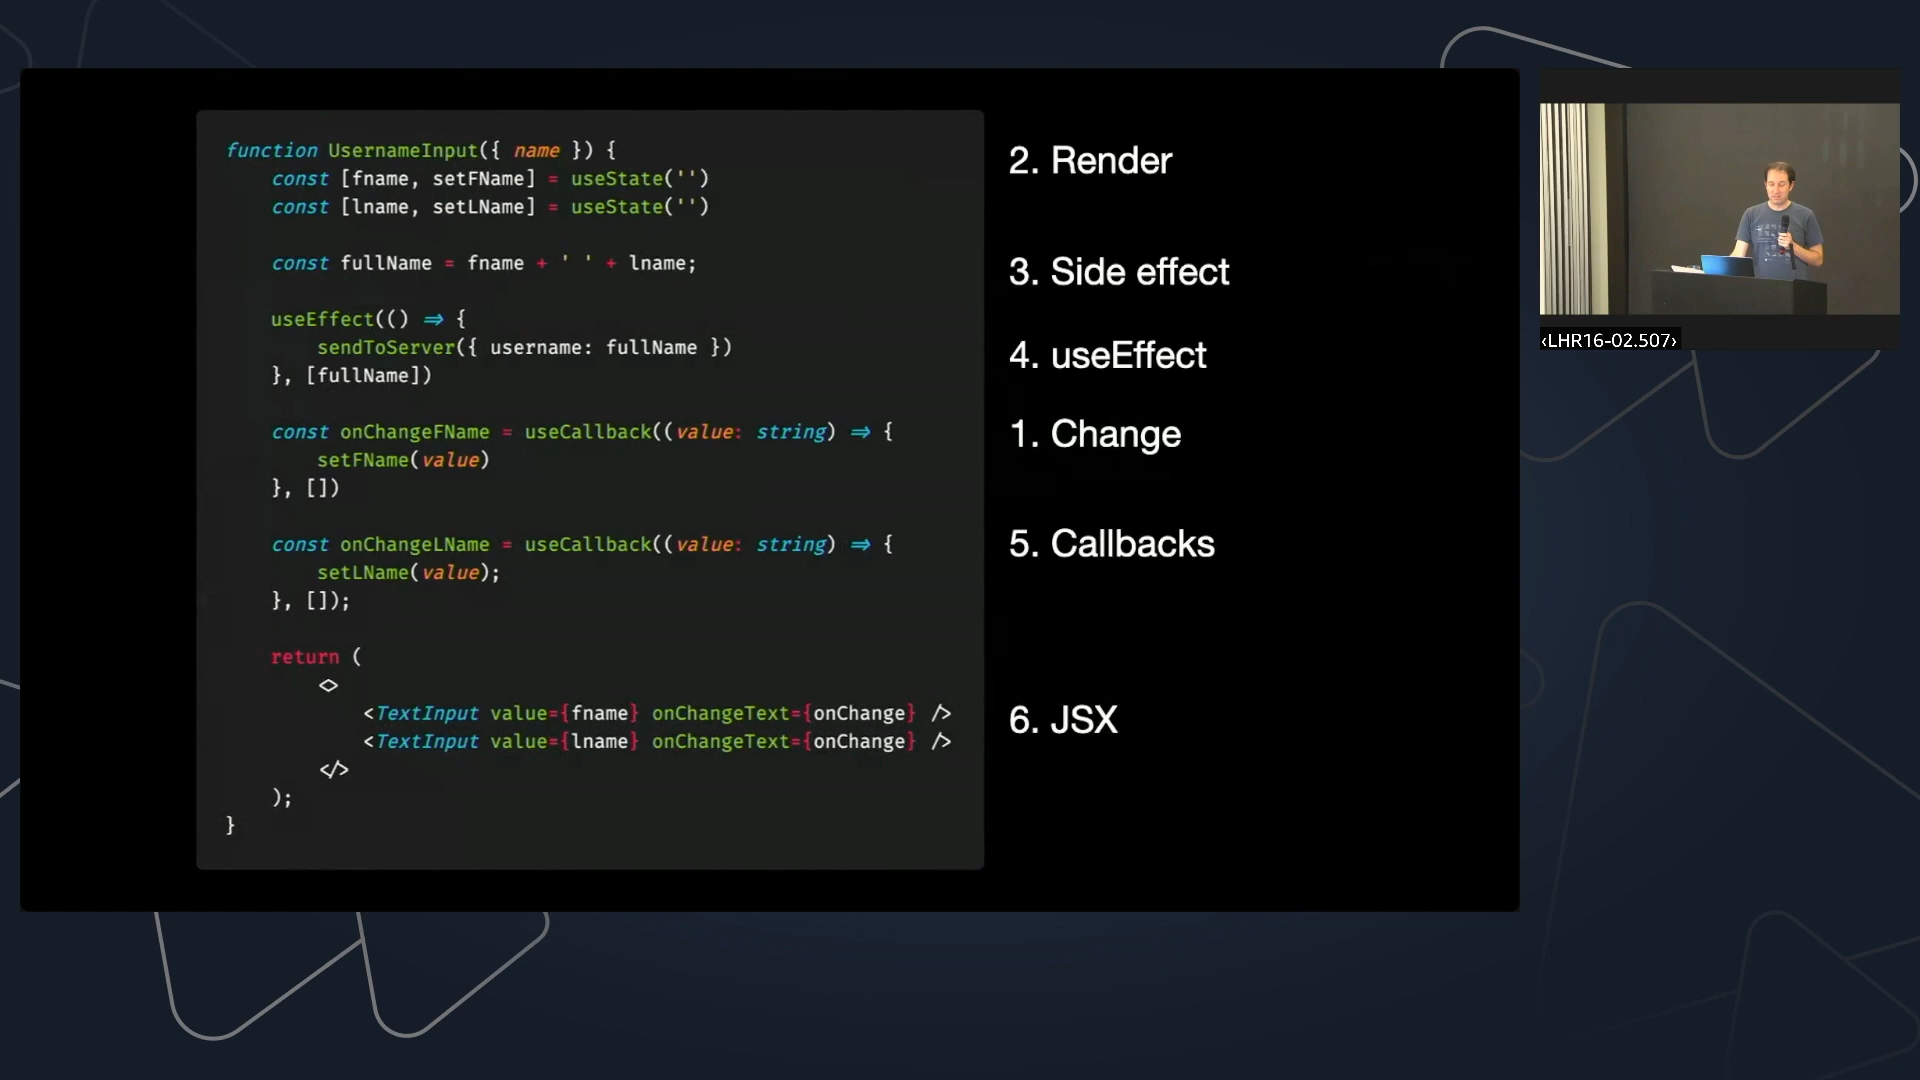 function UsernameInput({ name }) {
    const [fname, setFName] = useState('')
    const [lname, setLName] = useState('')

    const fullName = fname + ' ' + lname;

    useEffect(() => {
        sendToServer({ username: fullName })
    }, [fullName])

    const onChangeFName = useCallback((value: string) => {
        setFName(value)
    }, [])

    const onChangeLName = useCallback((value: string) => {
        setLName(value);
    }, []);

    return (
        <>
            <TextInput value={fname} onChangeText={onChange} />
            <TextInput value={lname} onChangeText={onChange} />
        </>
    );
}
2. Render
3. Side effect
4. useEffect
1. Change
5. Callbacks
6. JSX
‹LHR16-02.507›